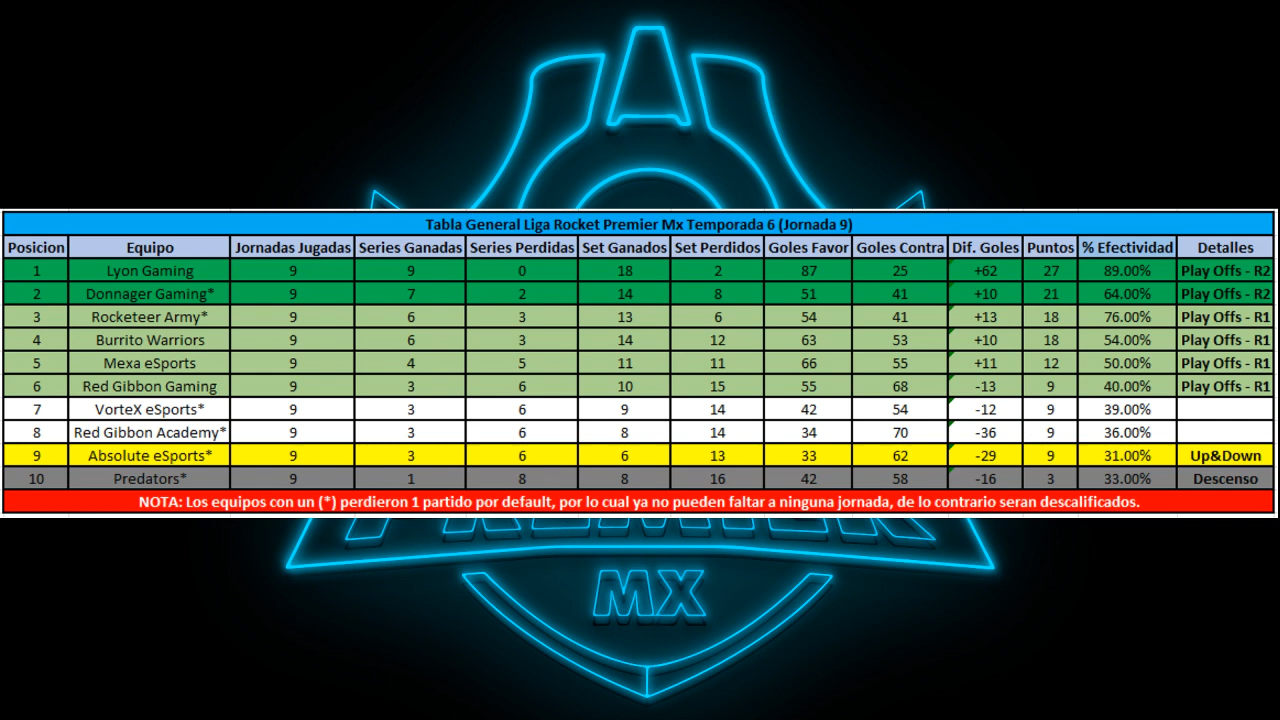 Tabla General Liga Rocket Premier Mx Temporada 6 (Jornada 9)
Posicion Equipo Jornadas Jugadas Series Ganadas Series Perdidas Set Ganados Set Perdidos Goles Favor Goles Contra Dif. Goles Puntos % Efectividad Detalles
1 Lyon Gaming 9 9 0 18 2 87 25 +62 27 89.00% Play Offs - R2
2 Donnager Gaming* 9 7 2 14 8 51 41 +10 21 64.00% Play Offs - R2
3 Rocketeer Army* 9 6 3 13 6 54 41 +13 18 76.00% Play Offs - R1
4 Burrito Warriors 9 6 3 14 12 63 53 +10 18 54.00% Play Offs - R1
5 Mexa eSports 9 4 5 11 11 66 55 +11 12 50.00% Play Offs - R1
6 Red Gibbon Gaming 9 3 6 10 15 55 68 -13 9 40.00% Play Offs - R1
7 VorteX eSports* 9 3 6 9 14 42 54 -12 9 39.00%
8 Red Gibbon Academy* 9 3 6 8 14 34 70 -36 9 36.00%
9 Absolute eSports* 9 3 6 6 13 33 62 -29 9 31.00% Up&Down
10 Predators* 9 1 8 8 16 42 58 -16 3 33.00% Descenso
NOTA: Los equipos con un (*) perdieron 1 partido por default, por lo cual ya no pueden faltar a ninguna jornada, de lo contrario seran descalificados.
MX